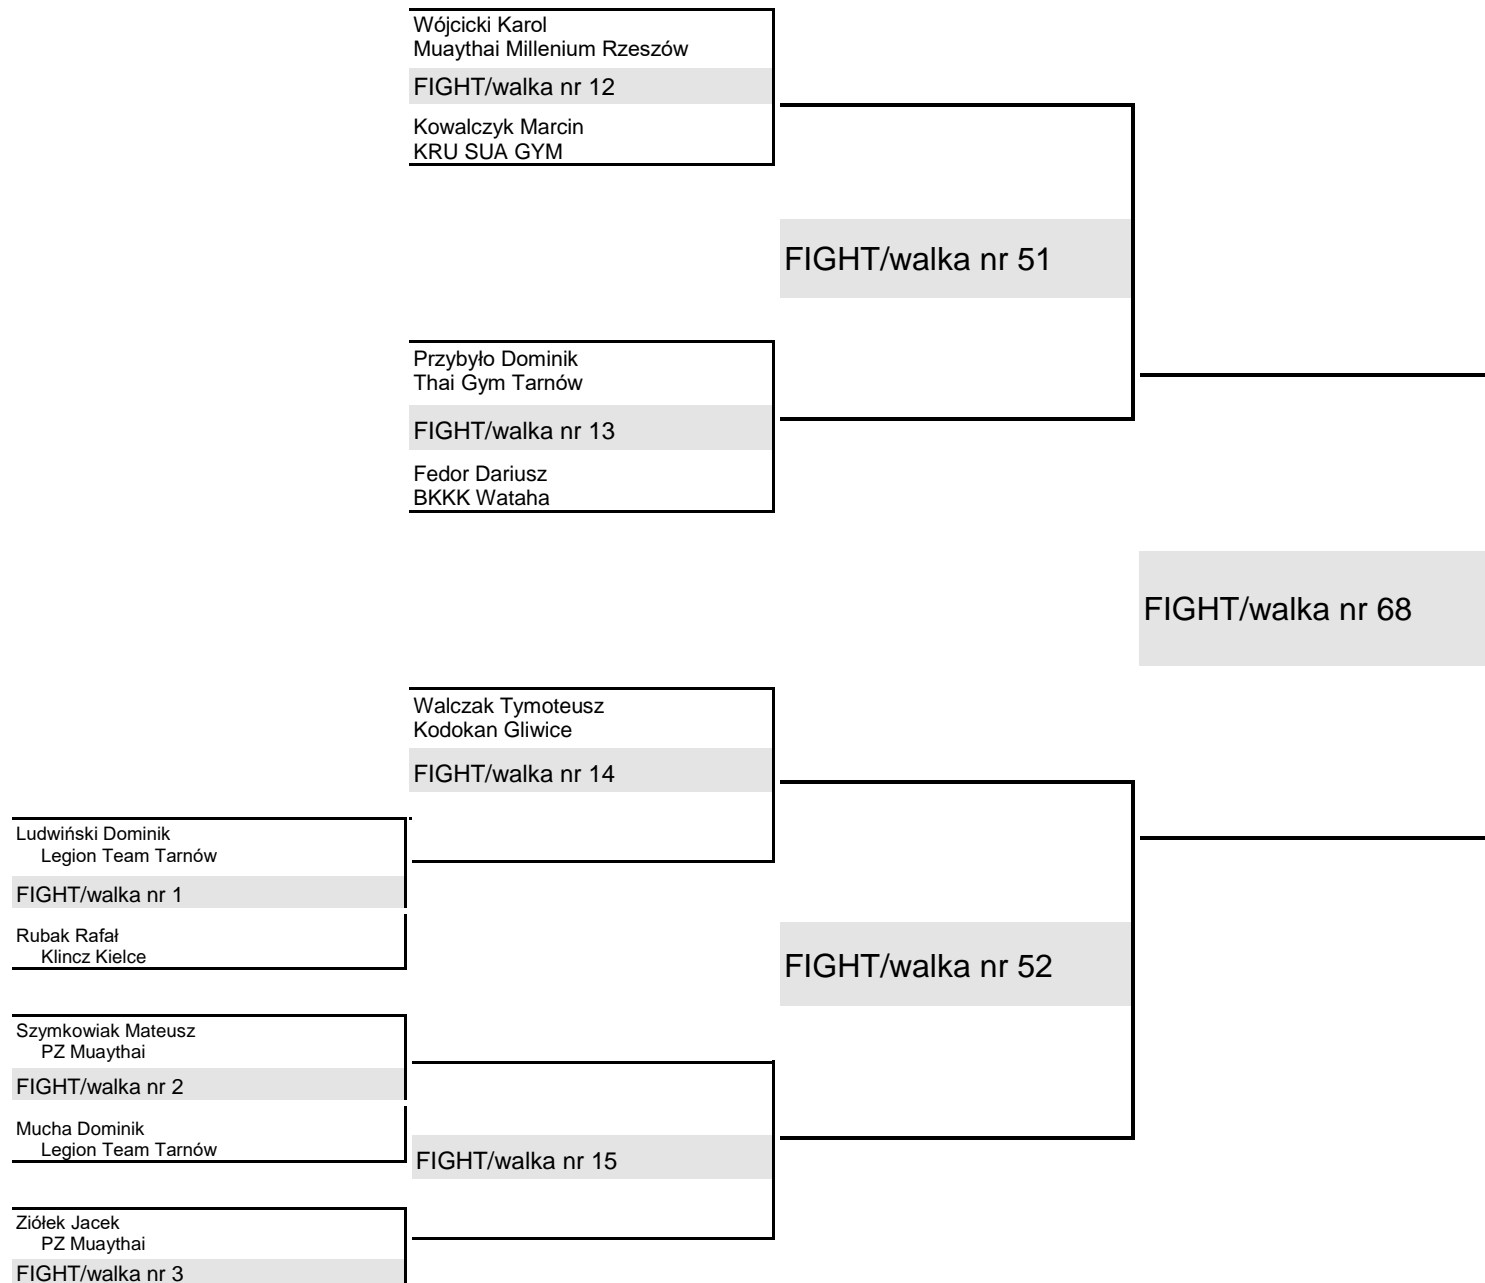 Wójcicki Karol
Muaythai Millenium Rzeszów
FIGHT/walka nr 12
Kowalczyk Marcin
KRU SUA GYM
FIGHT/walka nr 51
Przybyło Dominik
Thai Gym Tarnów
FIGHT/walka nr 13
Fedor Dariusz
BKKK Wataha
FIGHT/walka nr 68
Walczak Tymoteusz
Kodokan Gliwice
FIGHT/walka nr 14
Ludwiński Dominik
Legion Team Tarnów
FIGHT/walka nr 1
Rubak Rafał
Klincz Kielce
FIGHT/walka nr 52
Szymkowiak Mateusz
PZ Muaythai
FIGHT/walka nr 2
Mucha Dominik
Legion Team Tarnów
FIGHT/walka nr 15
Ziółek Jacek
PZ Muaythai
FIGHT/walka nr 3